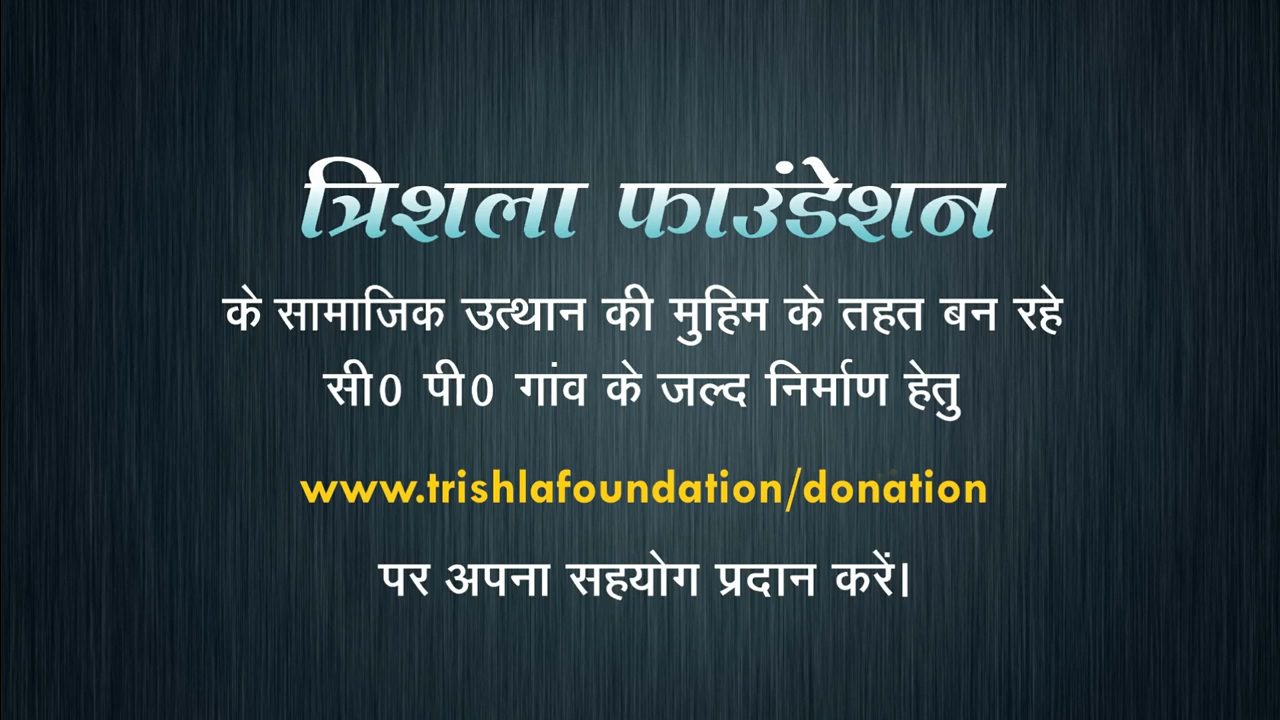 त्रिशला फाउंडेशन
के सामाजिक उत्थान की मुहिम के तहत बन रहे
सी0 पी0 गांव के जल्द निर्माण हेतु
www.trishlafoundation/donation
पर अपना सहयोग प्रदान करें।